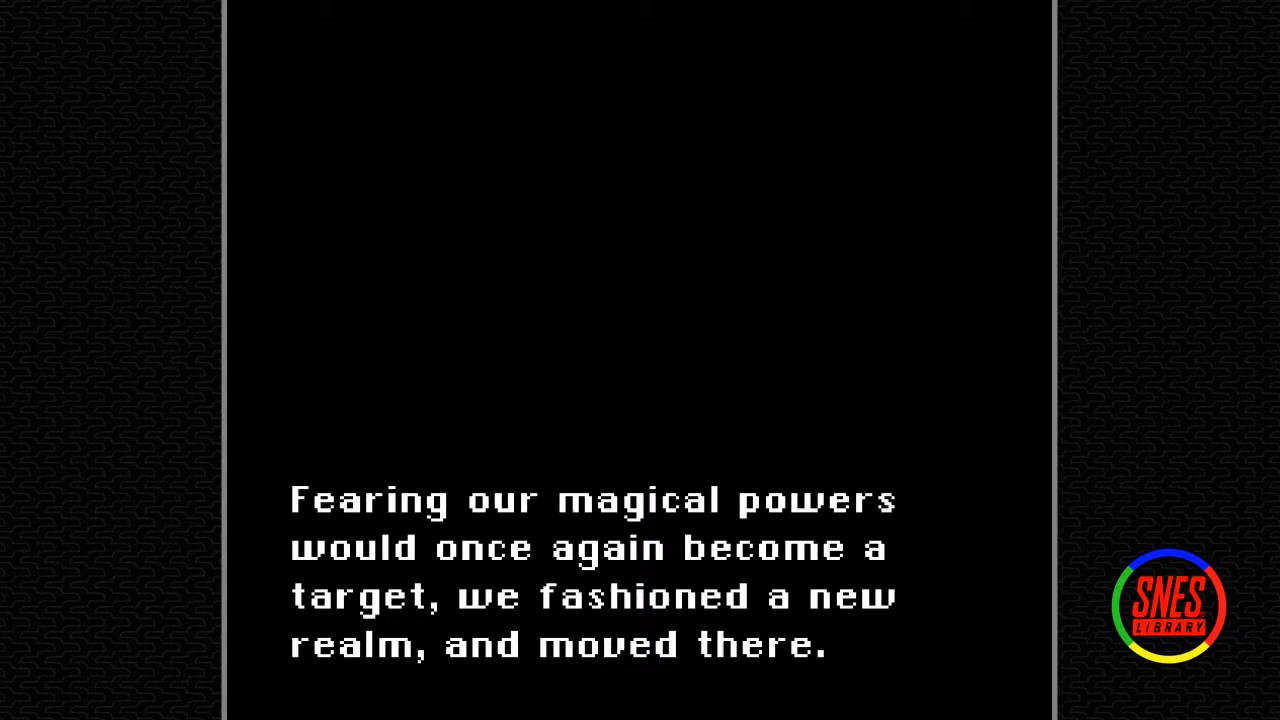 Fearing our magical powers
would once again become a
target, we fashioned a new
realm, and moved there.
SNES
LIBRARY